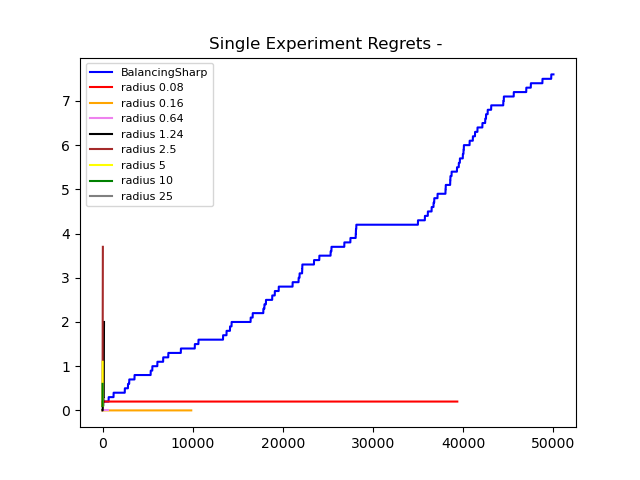 Single Experiment Regrets -
BalancingSharp
radius 0.08
radius 0.16
radius 0.64
radius 1.24
radius 2.5
radius 5
radius 10
radius 25
7
6
5
4
3
2
1
0
0 10000 20000 30000 40000 50000